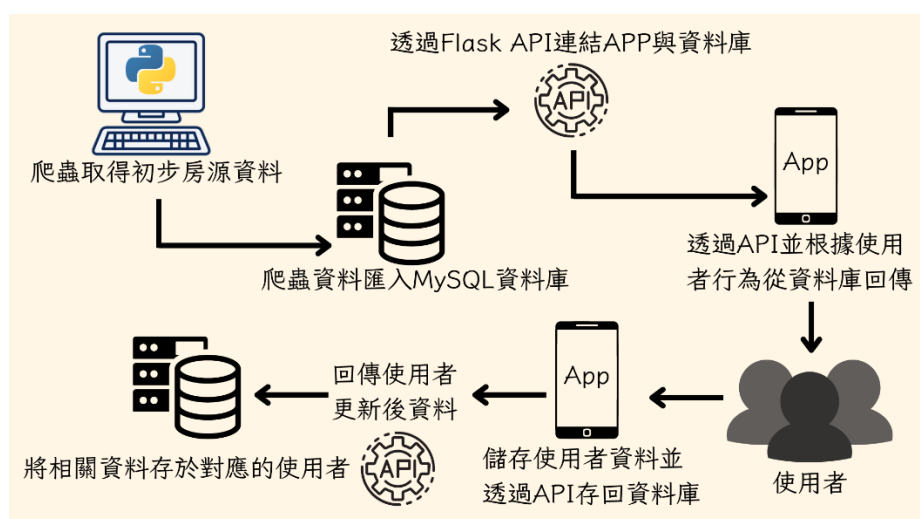 透過Flask API連結APP與資料庫
API
爬蟲取得初步房源資料
App
爬蟲資料匯入MySQL資料庫
透過API並根據使用
者行為從資料庫回傳
回傳使用者
更新後資料
App
將相關資料存於對應的使用者
API
儲存使用者資料並
透過API存回資料庫
使用者